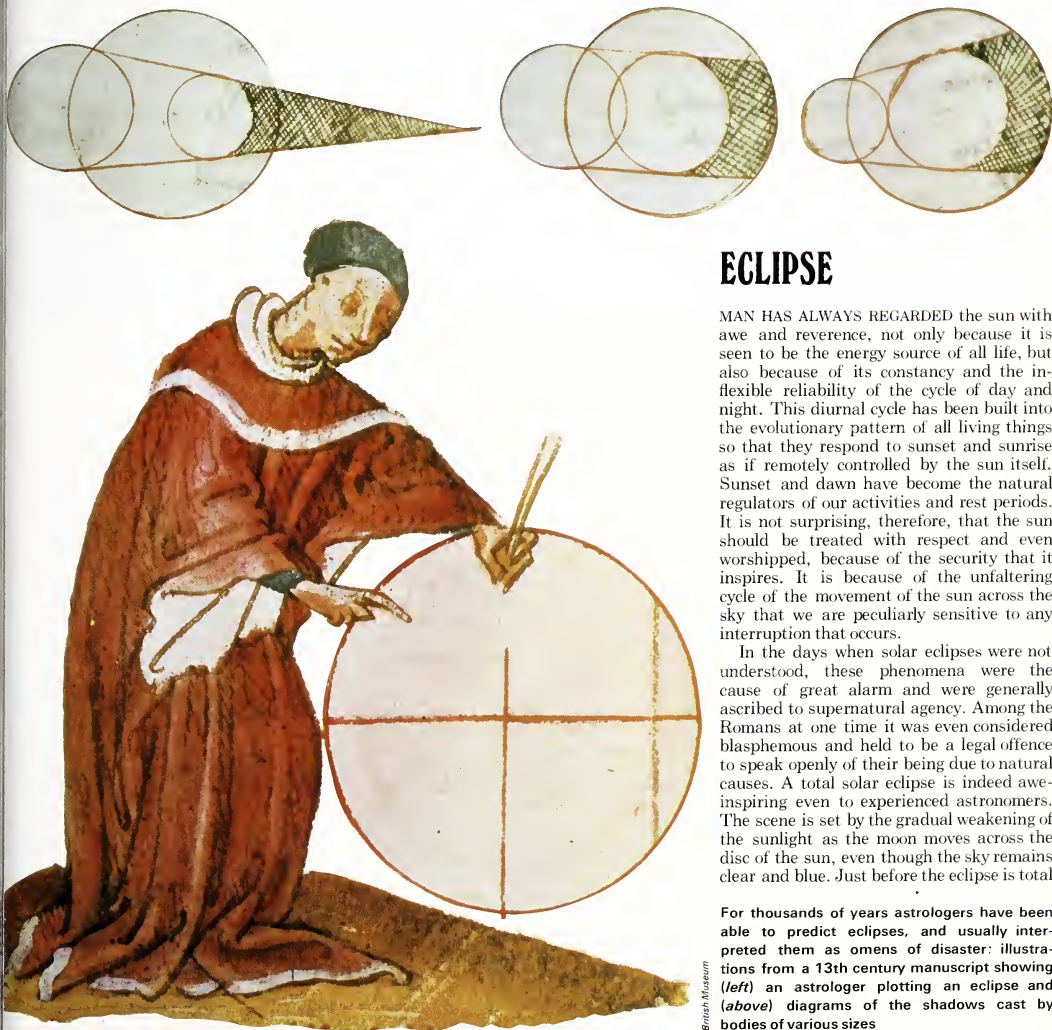 ECLIPSE
MAN HAS ALWAYS REGARDED the sun with
awe and reverence, not only because it is
seen to be the energy source of all life, but
also because of its constancy and the in-
flexible reliability of the cycle of day and
night. This diurnal cycle has been built into
the evolutionary pattern of all living things
so that they respond to sunset and sunrise
as if remotely controlled by the sun itself.
Sunset and dawn have become the natural
regulators of our activities and rest periods.
It is not surprising, therefore, that the sun
should be treated with respect and even
worshipped, because of the security that it
inspires. It is because of the unfaltering
cycle of the movement of the sun across the
sky that we are peculiarly sensitive to any
interruption that occurs.
In the days when solar eclipses were not
understood, these phenomena were the
cause of great alarm and were generally
ascribed to supernatural agency. Among the
Romans at one time it was even considered
blasphemous and held to be a legal offence
to speak openly of their being due to natural
causes. A total solar eclipse is indeed awe-
inspiring even to experienced astronomers.
The scene is set by the gradual weakening of
the sunlight as the moon moves across the
disc of the sun, even though the sky remains
clear and blue. Just before the eclipse is total
For thousands of years astrologers have been
able to predict eclipses, and usually inter-
preted them as omens of disaster: illustra-
tions from a 13th century manuscript showing
(left) an astrologer plotting an eclipse and
(above) diagrams of the shadows cast by
bodies of various sizes
British Museum